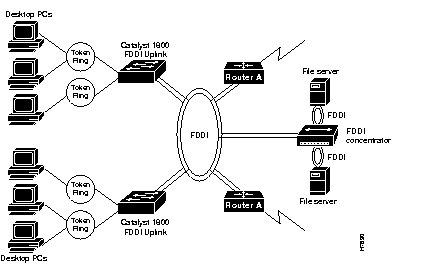 Desktop PCs
Token
Ring
Token
Ring
Catalyst 1800
FDDI Uplink
Router A
File server
FDDI
FDDI
FDDI
concentrator
FDDI
File server
Token
Ring
Token
Ring
Catalyst 1800
FDDI Uplink
Router A
Desktop PCs